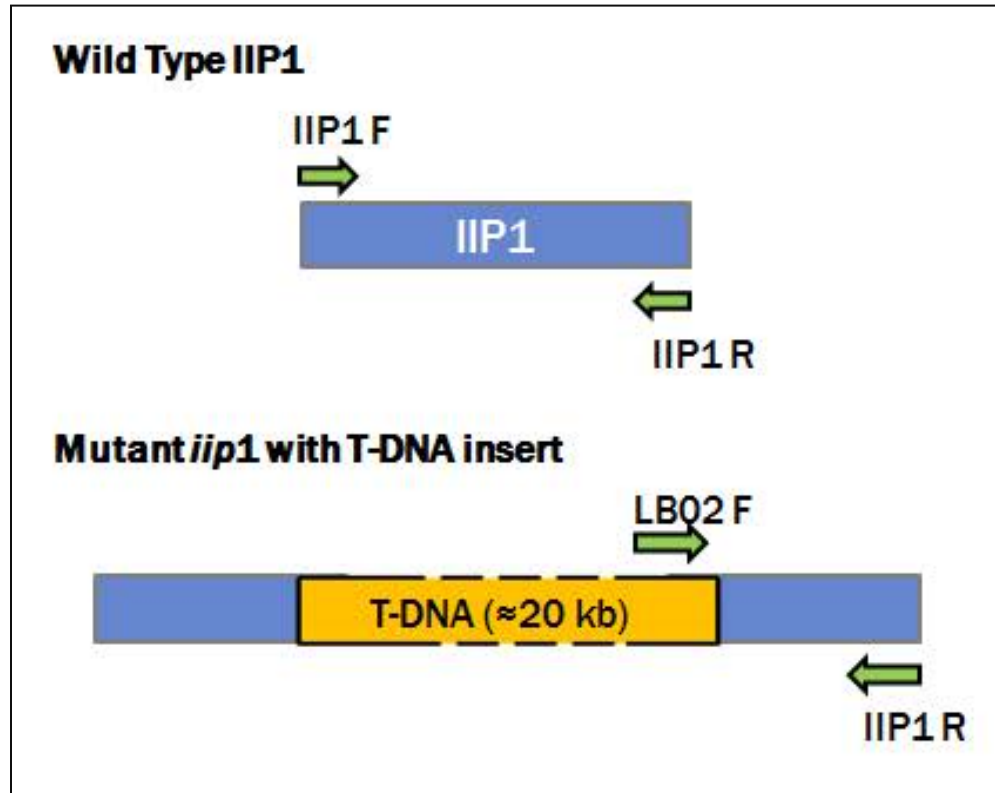 Wild Type IIP1
IIP1 F
IIP1
IIP1 R
Mutant iip1 with T-DNA insert
LB02 F
T-DNA (≈20 kb)
IIP1 R